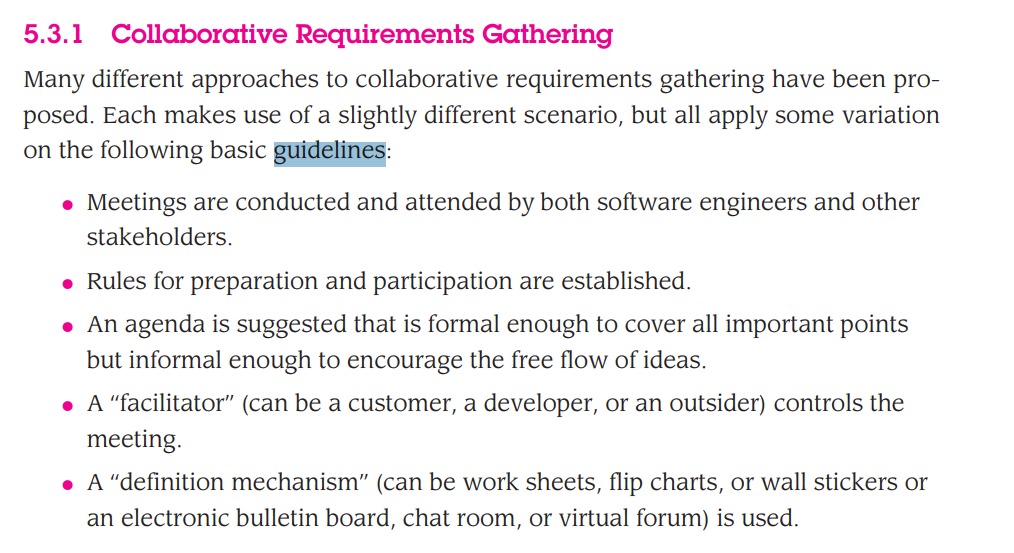 5.3.1 Collaborative Requirements Gathering
Many different approaches to collaborative requirements gathering have been pro-
posed. Each makes use of a slightly different scenario, but all apply some variation
on the following basic guidelines:
• Meetings are conducted and attended by both software engineers and other
stakeholders.
• Rules for preparation and participation are established.
• An agenda is suggested that is formal enough to cover all important points
but informal enough to encourage the free flow of ideas.
• A “facilitator” (can be a customer, a developer, or an outsider) controls the
meeting.
• A “definition mechanism” (can be work sheets, flip charts, or wall stickers or
an electronic bulletin board, chat room, or virtual forum) is used.